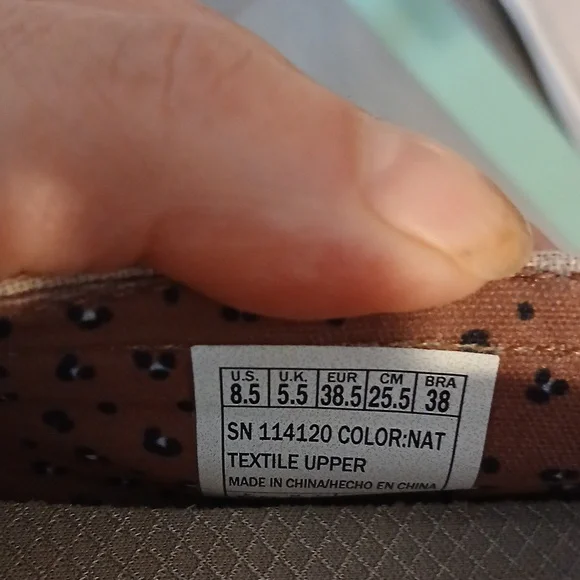 U.S. U.K. EUR CM BRA
8.5 5.5 38.5 25.5 38
SN 114120 COLOR:NAT
TEXTILE UPPER
MADE IN CHINA/HECHO EN CHINA